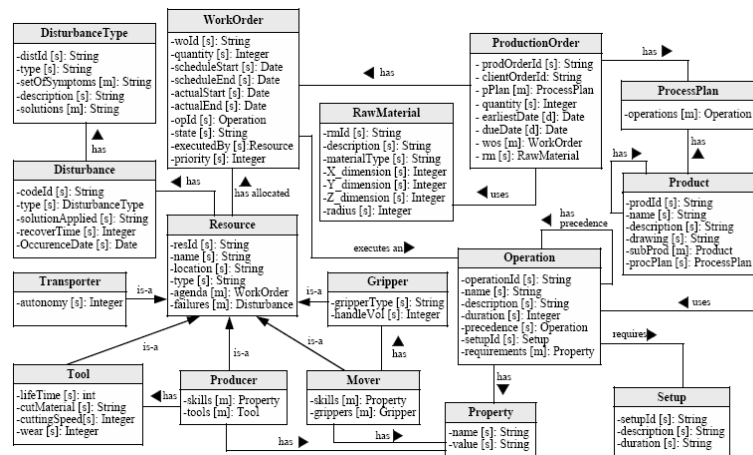 DisturbanceType
-distId [s]: String
-type [s]: String
-setOfSymptoms [m]: String
-description [s]: String
-solutions [m]: String
WorkOrder
-woId [s]: String
-quantity [s]: Integer
-scheduleStart [s]: Date
-scheduleEnd [s]: Date
-actualStart [s]: Date
-actualEnd [s]: Date
-opId [s]: Operation
-state [s]: String
-executedBy [s]:Resource
-priority [s]: Integer
has
ProductionOrder
- prodOrderId [s]: String
- clientOrderId: String
- pPlan [m]: ProcessPlan
- quantity [s]: Integer
- earliestDate [d]: Date
- dueDate [d]: Date
- wos [m]: WorkOrder
- rm [s]: RawMaterial
has
ProcessPlan
-operations [m]: Operation
RawMaterial
-rmId [s]: String
-description [s]: String
-materialType [s]: String
-X_dimension [s]: Integer
-Y_dimension [s]: Integer
-Z_dimension [s]: Integer
-radius [s]: Integer
uses
has
has
Product
-prodId [s]: String
-name [s]: String
-description [s]: String
-drawing [s]: String
-subProd [m]: Product
-procPlan [s]: ProcessPlan
Disturbance
-codeId [s]: String
-type [s]: DisturbanceType
-solutionApplied [s]: String
-recoverTime [s]: Integer
-OccurenceDate [s]: Date
has
has allocated
Resource
-resId [s]: String
-name [s]: String
-location [s]: String
-type [s]: String
-agenda [m]: WorkOrder
-failures [m]: Disturbance
executes an
has
precedence
Operation
-operationId [s]: String
-name [s]: String
-description [s]: String
-duration [s]: Integer
-precedence [s]: Operation
-setupId [s]: Setup
-requirements [m]: Property
uses
requires
Transporter
-autonomy [s]: Integer
is-a
is-a
Gripper
-gripperType [s]: String
-handleVol [s]: Integer
is-a
is-a
is-a
has
Tool
-lifeTime [s]: int
-cutMaterial [s]: String
-cuttingSpeed[s]: Integer
-wear [s]: Integer
has
Producer
-skills [m]: Property
-tools [m]: Tool
Mover
-skills [m]: Property
-grippers [m]: Gripper
has
has
has
Property
-name [s]: String
-value [s]: String
Setup
-setupId [s]: String
-description [s]: String
-duration [s]: String